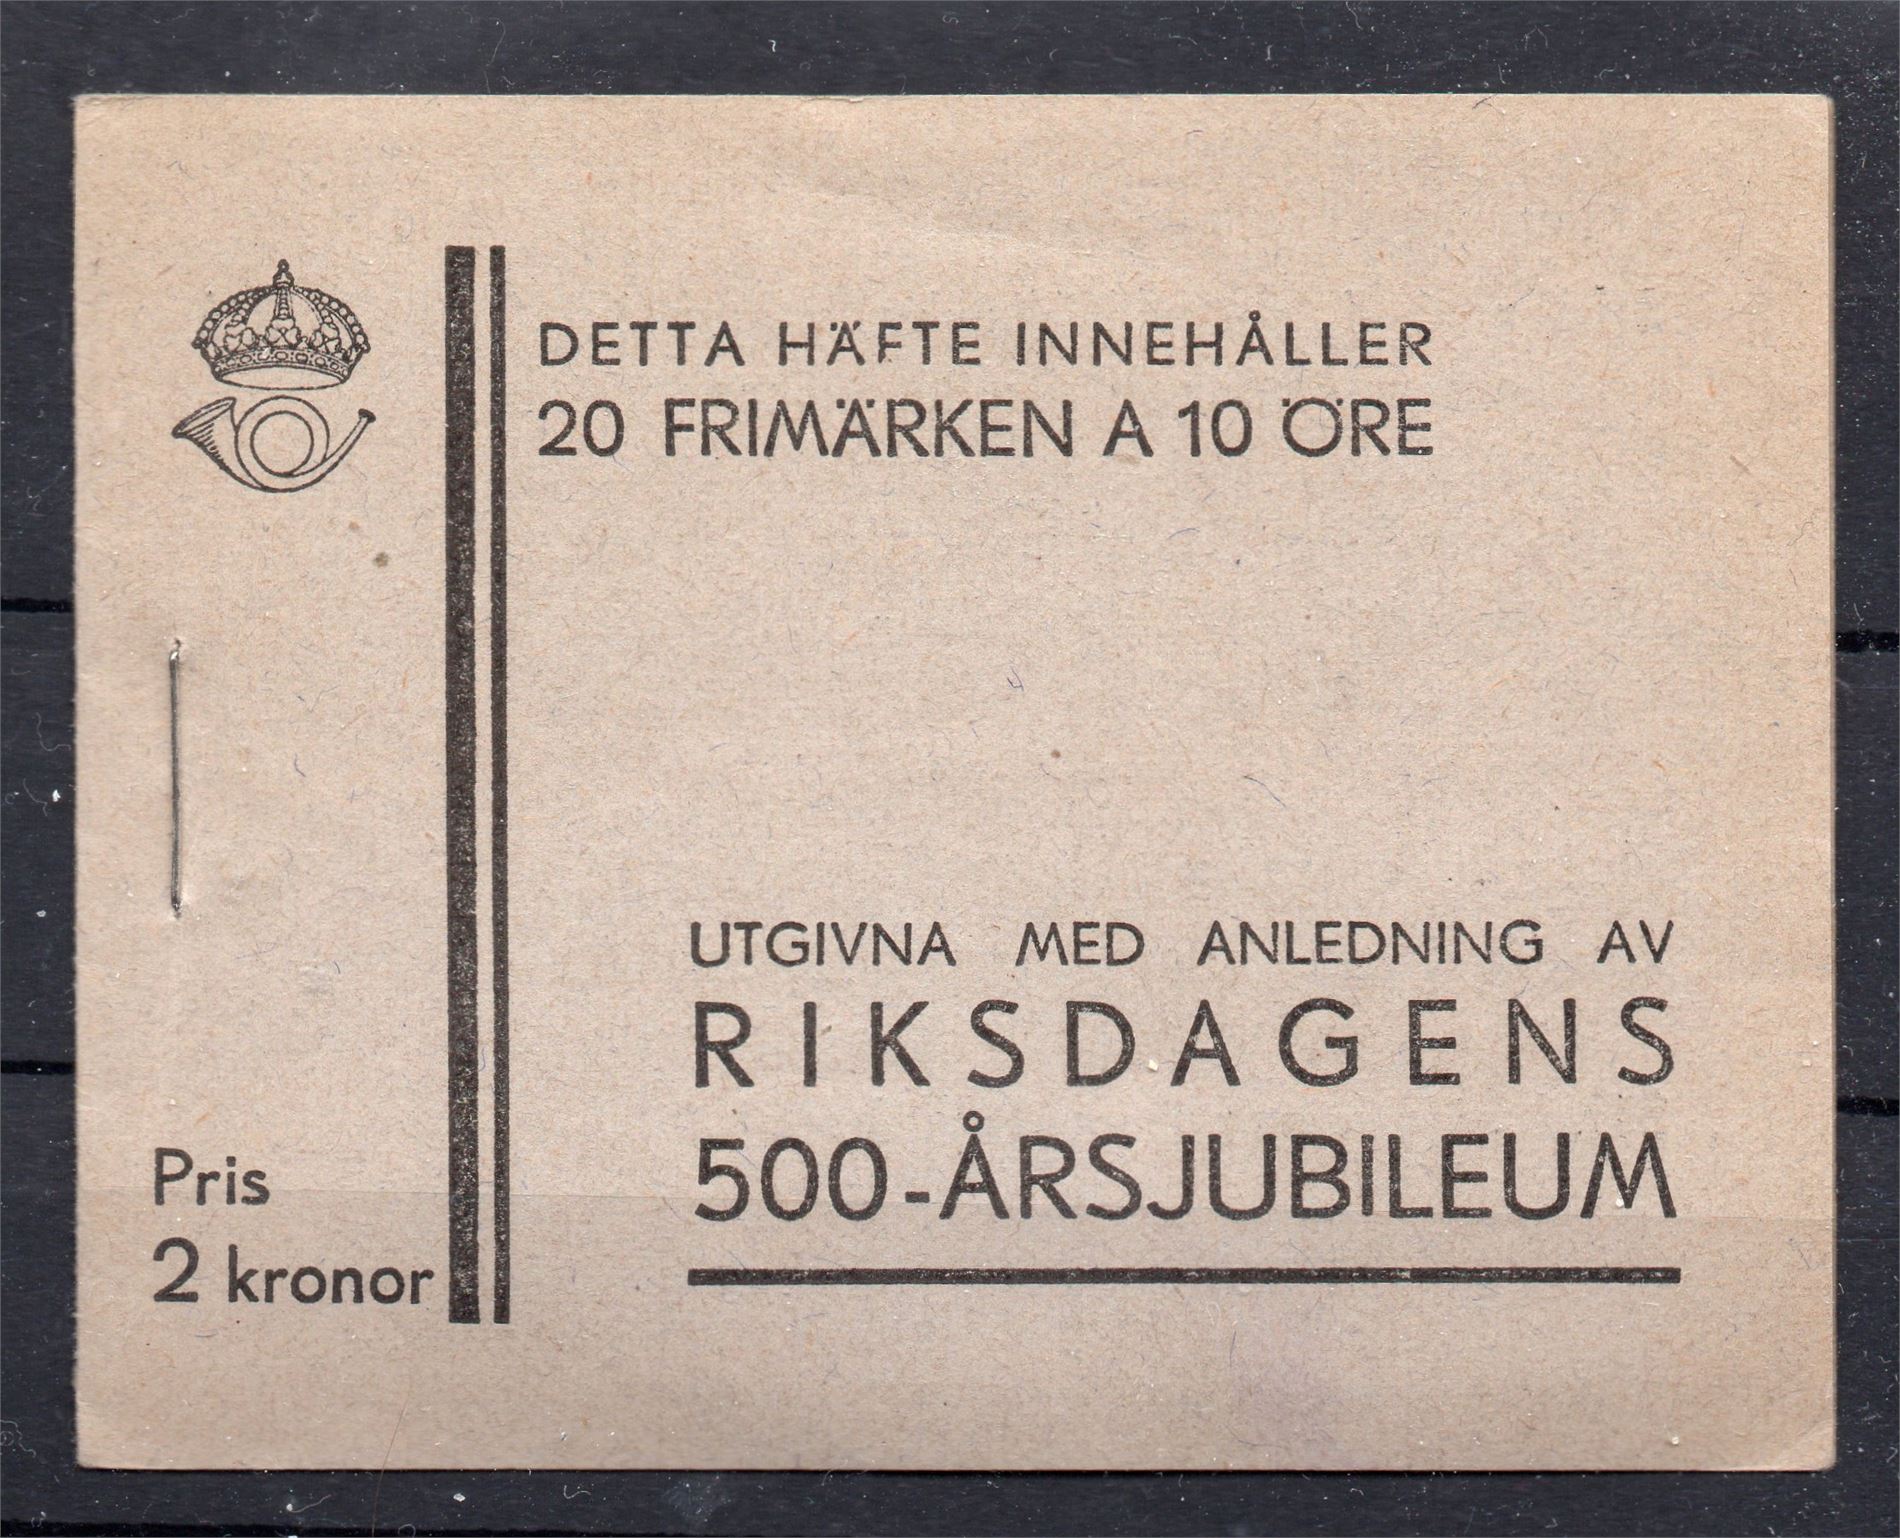 DETTA HÄFTE INNEHÅLLER
20 FRIMÄRKEN A 10 ÖRE
UTGIVNA MED ANLEDNING AV
RIKSDAGENS
500-ÅRSJUBILEUM
Pris
2 kronor